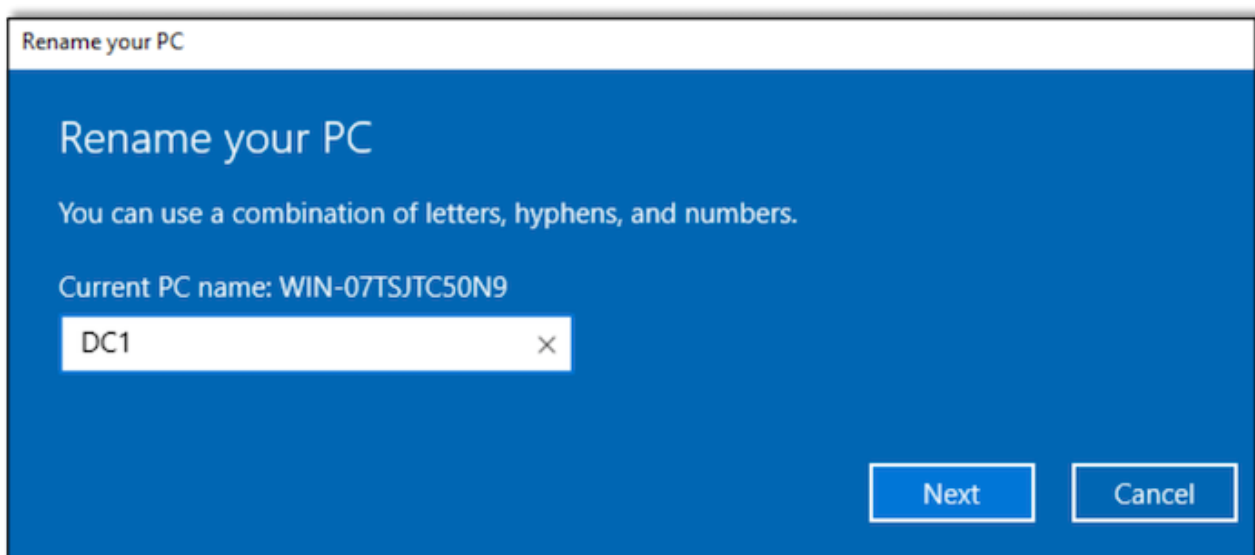 Rename your PC
Rename your PC
You can use a combination of letters, hyphens, and numbers.
Current PC name: WIN-07TSJTC50N9
DC1
Next
Cancel